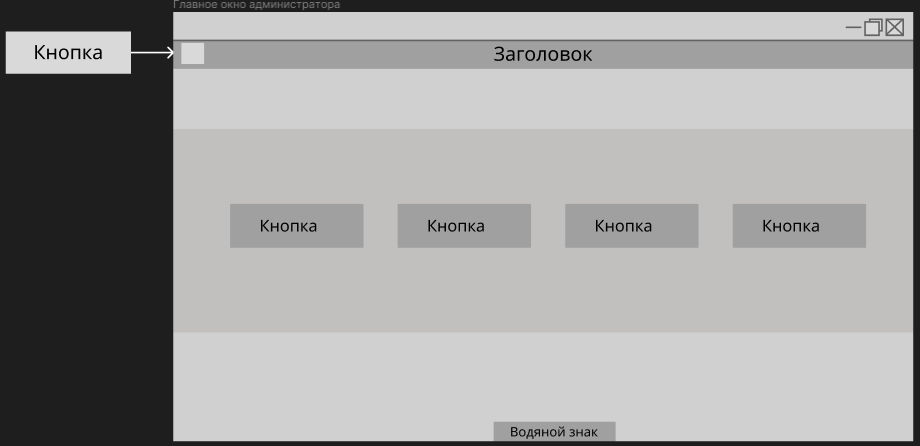 Главное окно администратора
Кнопка
Заголовок
Кнопка Кнопка Кнопка Кнопка
Водяной знак